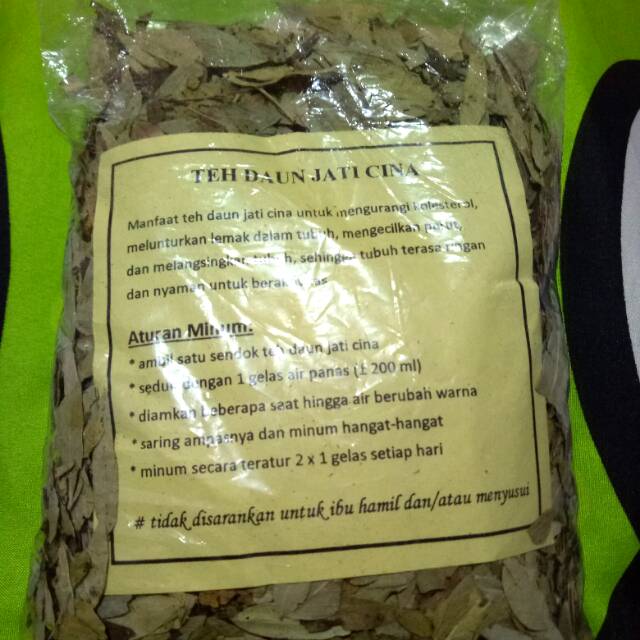 TEH DAUN JATI CINA
Manfaat teh daun jati cina untuk mengurangi kolesterol,
melunturkan lemak dalam tubuh, mengecilkan perut,
dan melangsingkan tubuh, sehingga tubuh terasa ringan
dan nyaman untuk
Aturan Minum:
* ambil satu sendok teh daun jati cina
* seduh dengan 1 gelas air panas (± 200 ml)
* diamkan beberapa saat hingga air berubah warna
* saring ampasnya dan minum hangat-hangat
* minum secara teratur 2 x 1 gelas setiap hari
# tidak disarankan untuk ibu hamil dan/atau menyusui